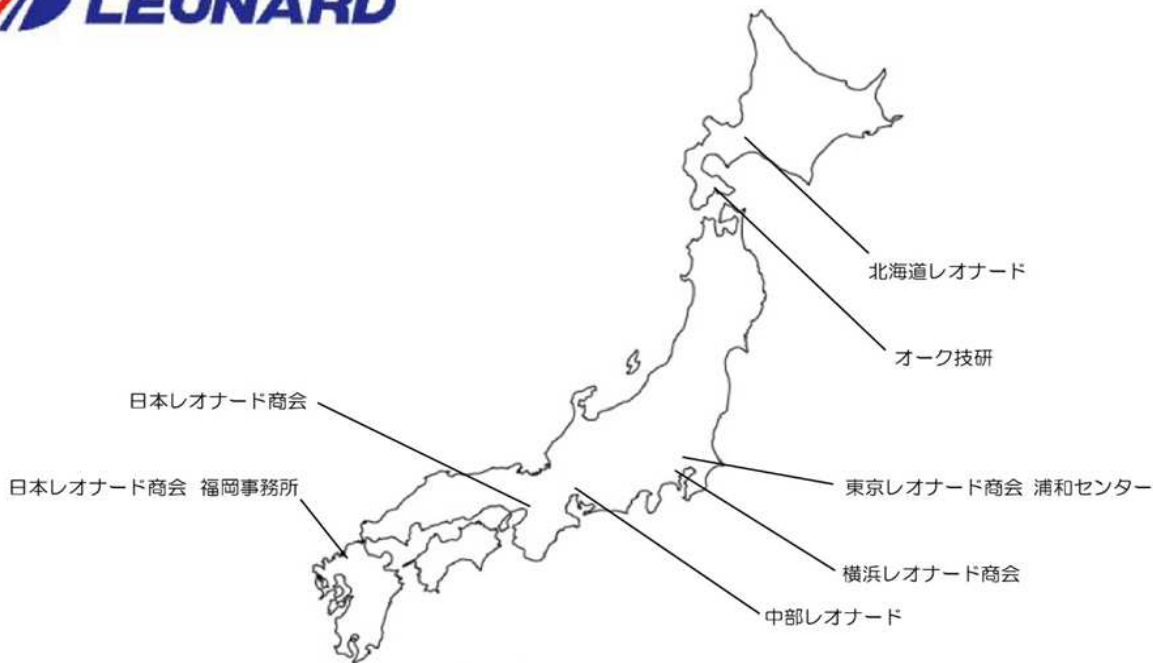 LEONARD
北海道レオナード
オーク技研
日本レオナード商会
日本レオナード商会 福岡事務所
東京レオナード商会 浦和センター
横浜レオナード商会
中部レオナード